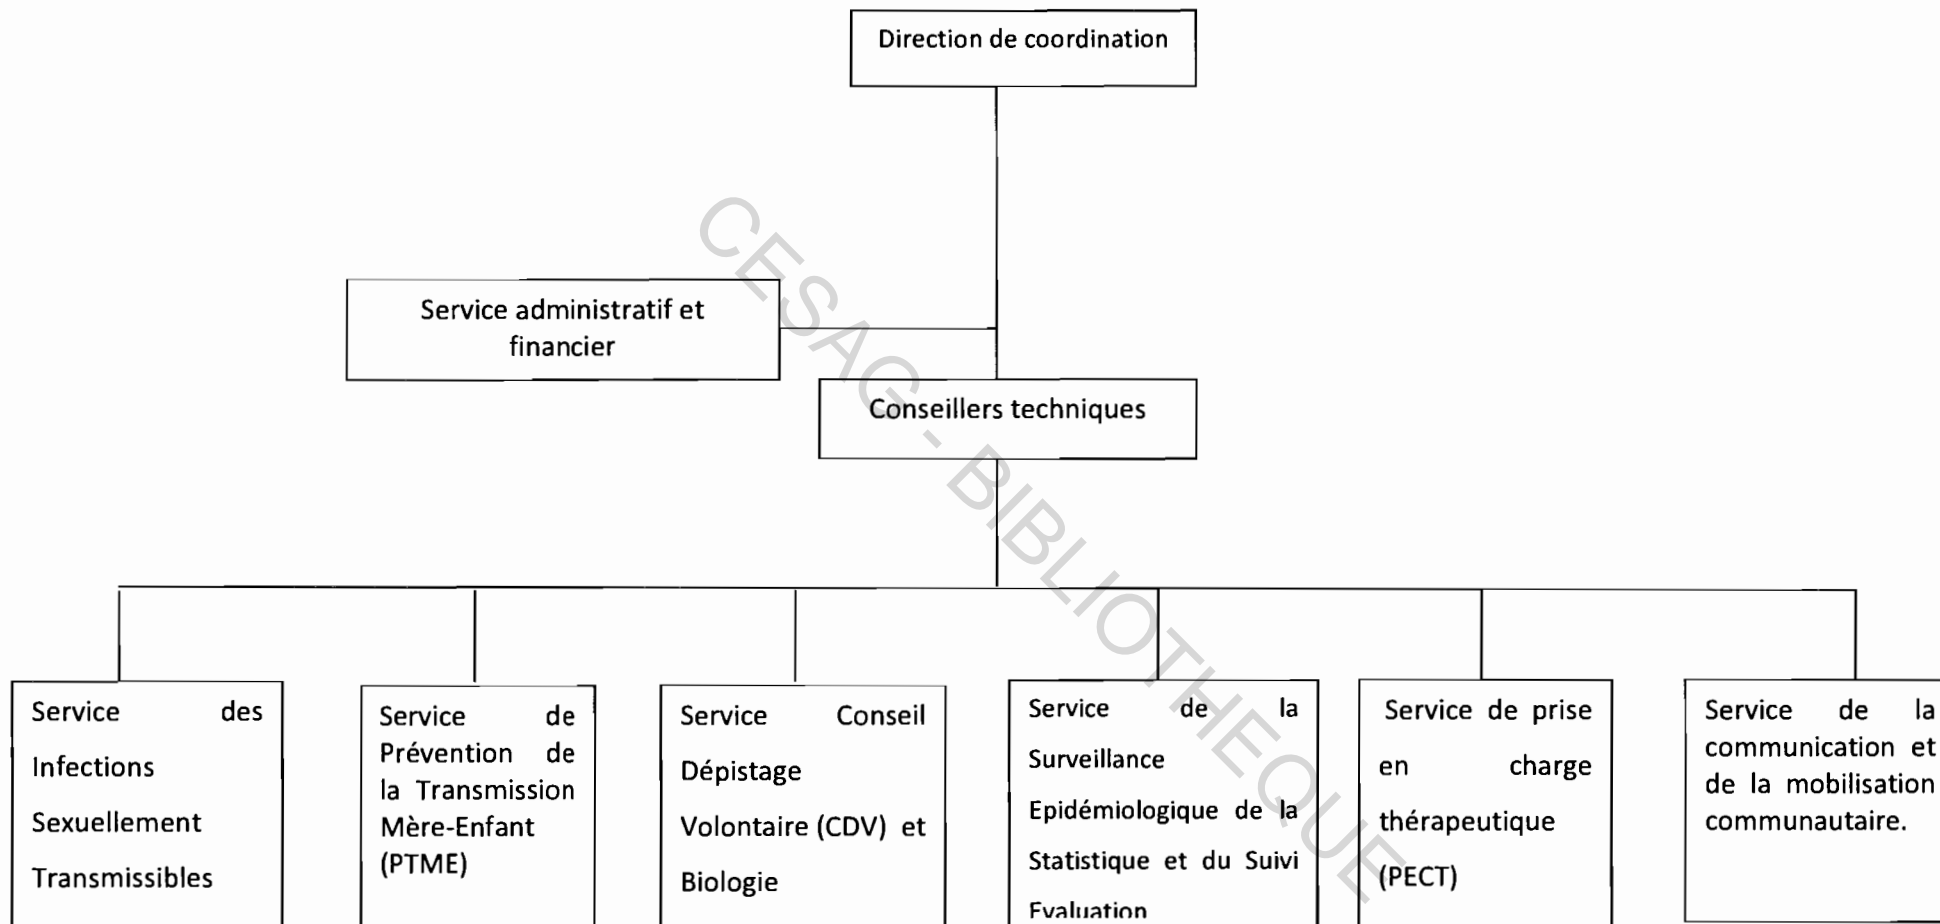 Direction de coordination
Service administratif et
financier
Conseillers techniques
Service des
Infections
Sexuellement
Transmissibles
Service de
Prévention de
la Transmission
Mère-Enfant
(PTME)
Service Conseil
Dépistage
Volontaire (CDV) et
Biologie
Service de la
Surveillance
Epidémiologique de la
Statistique et du Suivi
Evaluation
Service de prise
en charge
thérapeutique
(PECT)
Service de la
communication et
de la mobilisation
communautaire.
CESAG - BIBLIOTHEQUE